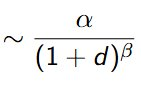 ∼ α / (1 + d)^β